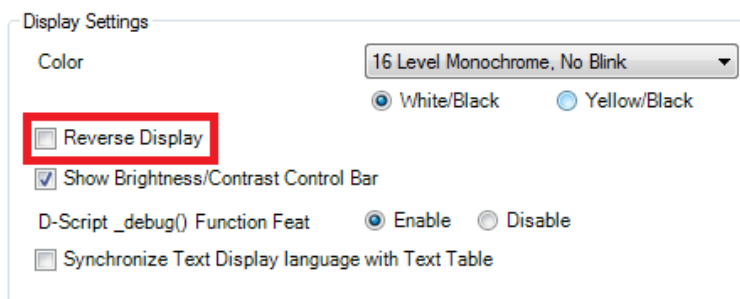 Display Settings
Color 16 Level Monochrome, No Blink
White/Black Yellow/Black
Reverse Display
Show Brightness/Contrast Control Bar
D-Script _debug() Function Feat Enable Disable
Synchronize Text Display language with Text Table